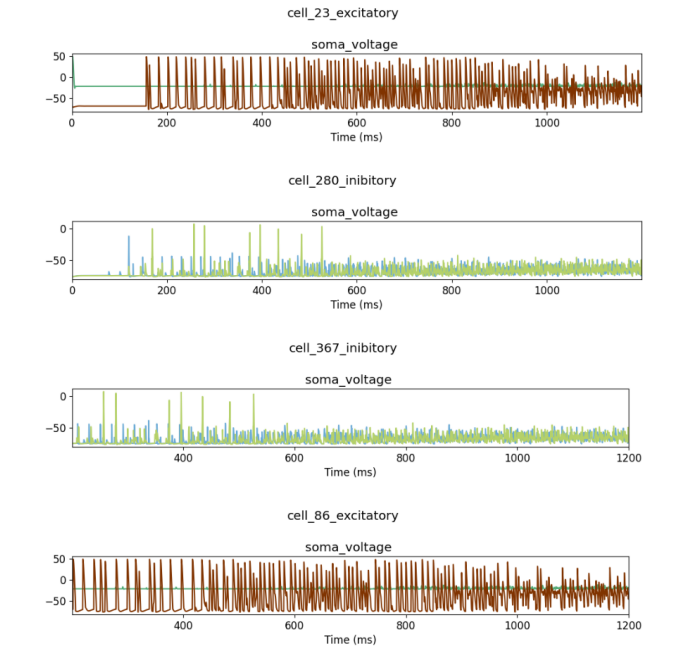 cell_23_excitatory
soma_voltage
50
0
−50
0 200 400 600 800 1000
Time (ms)
cell_280_inibitory
soma_voltage
0
−50
0 200 400 600 800 1000
Time (ms)
cell_367_inibitory
soma_voltage
0
−50
400 600 800 1000 1200
Time (ms)
cell_86_excitatory
soma_voltage
50
0
−50
400 600 800 1000 1200
Time (ms)